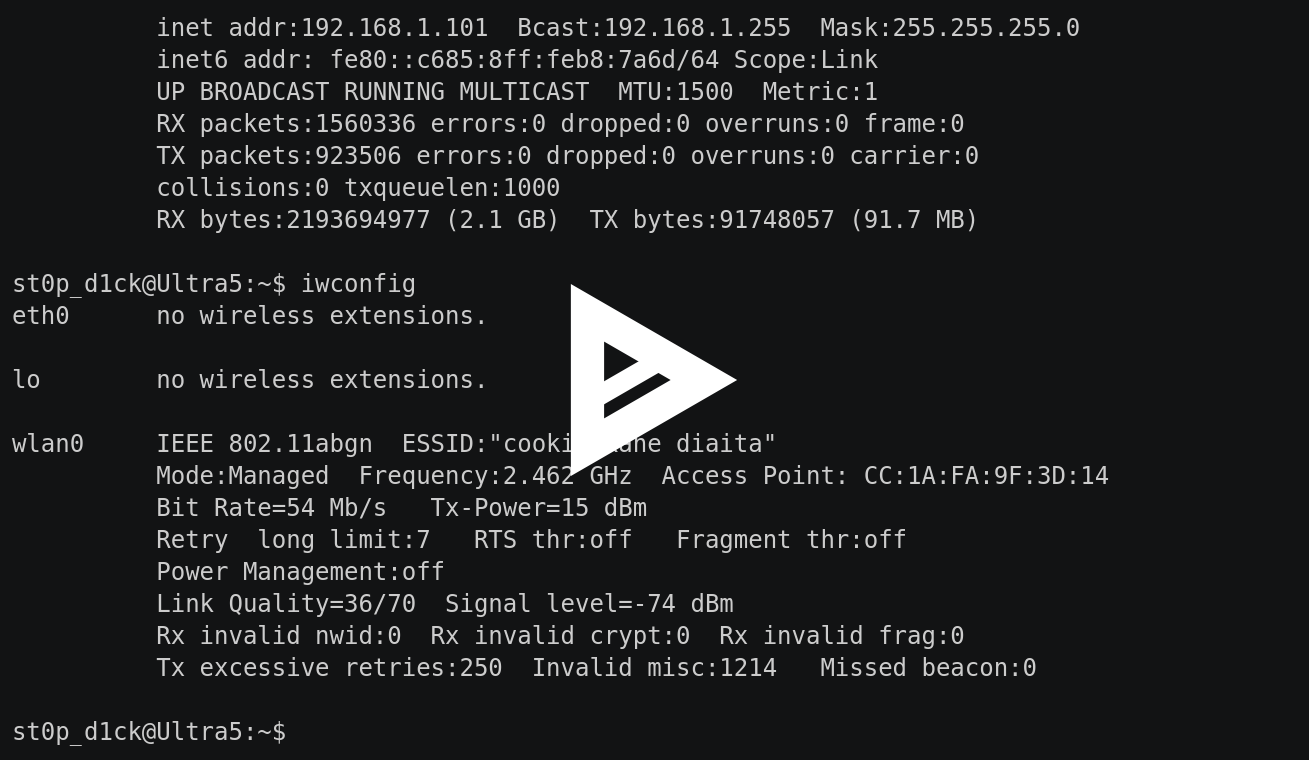 inet addr:192.168.1.101  Bcast:192.168.1.255  Mask:255.255.255.0
inet6 addr: fe80::c685:8ff:feb8:7a6d/64 Scope:Link
UP BROADCAST RUNNING MULTICAST  MTU:1500  Metric:1
RX packets:1560336 errors:0 dropped:0 overruns:0 frame:0
TX packets:923506 errors:0 dropped:0 overruns:0 carrier:0
collisions:0 txqueuelen:1000
RX bytes:2193694977 (2.1 GB)  TX bytes:91748057 (91.7 MB)
st0p_d1ck@Ultra5:~$ iwconfig
eth0      no wireless extensions.
lo        no wireless extensions.
wlan0     IEEE 802.11abgn  ESSID:" diaita"
Mode:Managed  Frequency:2.462 GHz  Access Point: CC:1A:FA:9F:3D:14
Bit Rate=54 Mb/s   Tx-Power=15 dBm
Retry  long limit:7   RTS thr:off   Fragment thr:off
Power Management:off
Link Quality=36/70  Signal level=-74 dBm
Rx invalid nwid:0  Rx invalid crypt:0  Rx invalid frag:0
Tx excessive retries:250  Invalid misc:1214   Missed beacon:0
st0p_d1ck@Ultra5:~$